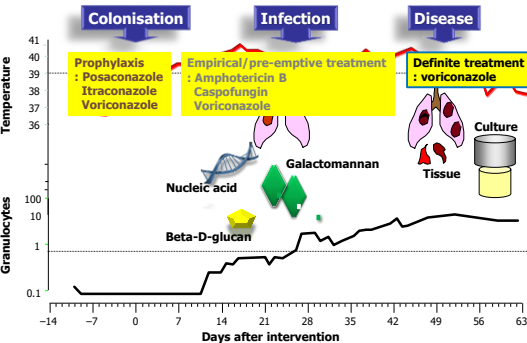 Colonisation
Infection
Disease
Temperature
41
40
39
38
37
36
Prophylaxis
: Posaconazole
Itraconazole
Voriconazole
Empirical/pre-emptive treatment
: Amphotericin B
Caspofungin
Voriconazole
Definite treatment
: voriconazole
Culture
Tissue
Galactomannan
Nucleic acid
Beta-D-glucan
Granulocytes
100
10
1
0.1
−14 −7 0 7 14 21 28 35 42 49 56 63
Days after intervention